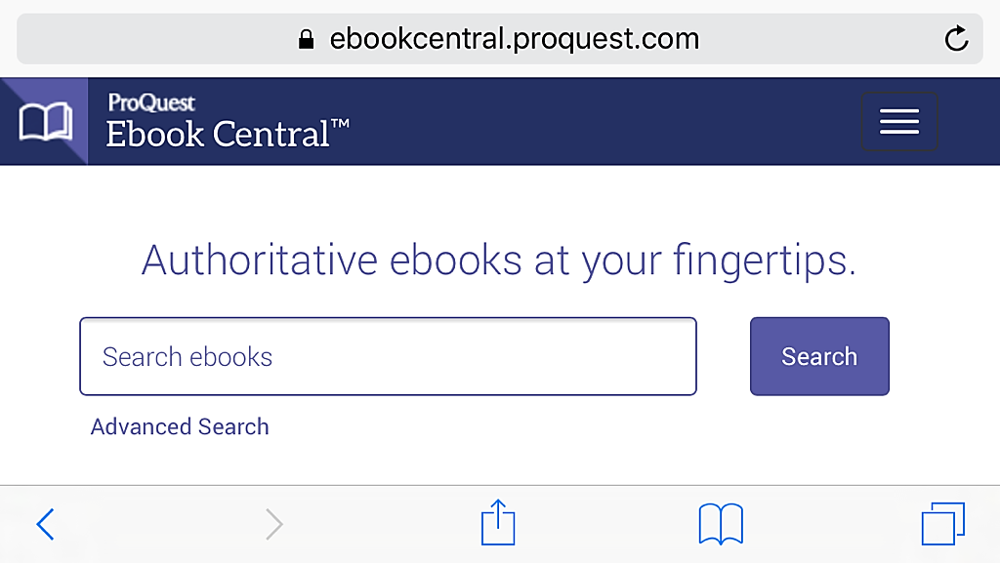 ebookcentral.proquest.com
ProQuest
Ebook Central™
Authoritative ebooks at your fingertips.
Search ebooks
Search
Advanced Search